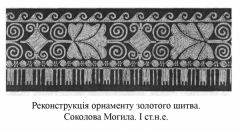 Реконструкція орнаменту золотого шитва.
Соколова Могила. I ст.н.е.